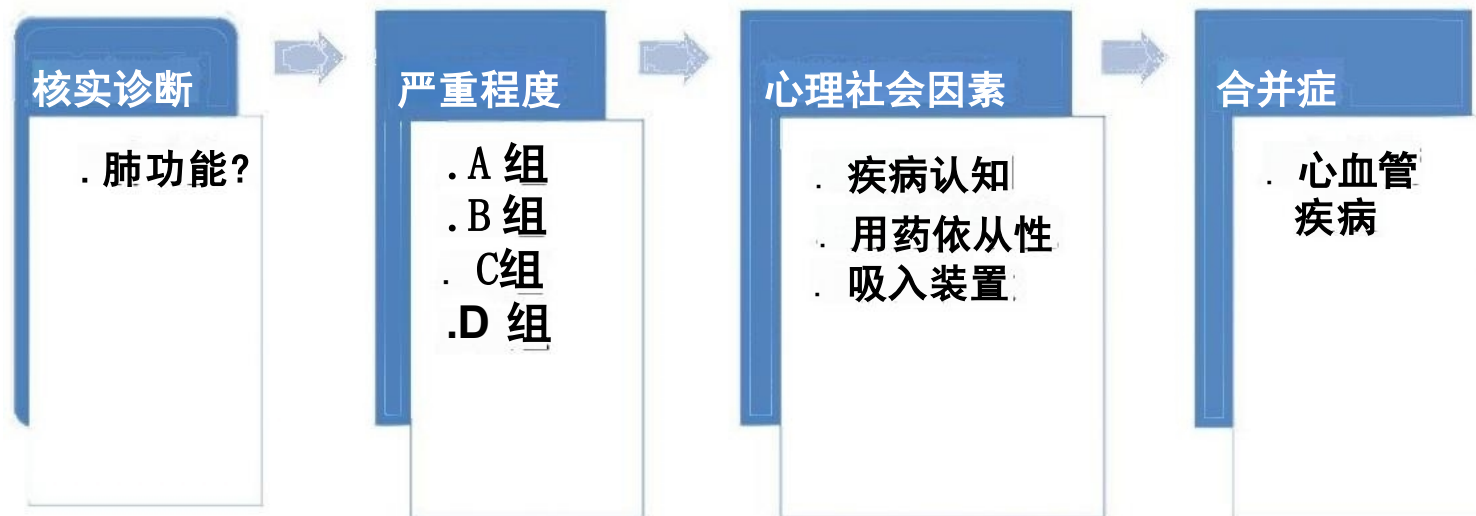 核实诊断
. 肺功能?
严重程度
. A 组
. B 组
. C组
.D 组
心理社会因素
. 疾病认知
. 用药依从性
. 吸入装置
合并症
. 心血管
疾病